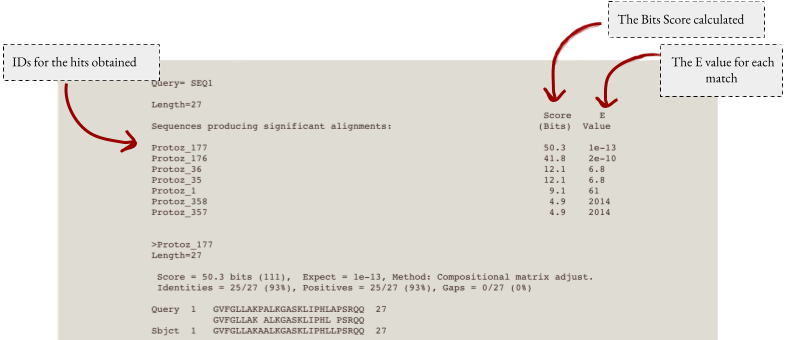 The Bits Score calculated
IDs for the hits obtained
The E value for each
match
Query= SEQ1
Length=27
Score E
Sequences producing significant alignments: (Bits) Value
Protoz_177 50.3 1e-13
Protoz_176 41.8 2e-10
Protoz_36 12.1 6.8
Protoz_35 12.1 6.8
Protoz_1 9.1 61
Protoz_358 4.9 2014
Protoz_357 4.9 2014
>Protoz_177
Length=27
Score = 50.3 bits (111), Expect = 1e-13, Method: Compositional matrix adjust.
Identities = 25/27 (93%), Positives = 25/27 (93%), Gaps = 0/27 (0%)
Query 1 GVFGLLAKPALKGASKLIPHLAPSRQQ 27
GVFGLLAK ALKGASKLIPHL PSRQQ
Sbjct 1 GVFGLLAKAALKGASKLIPHLLPSRQQ 27